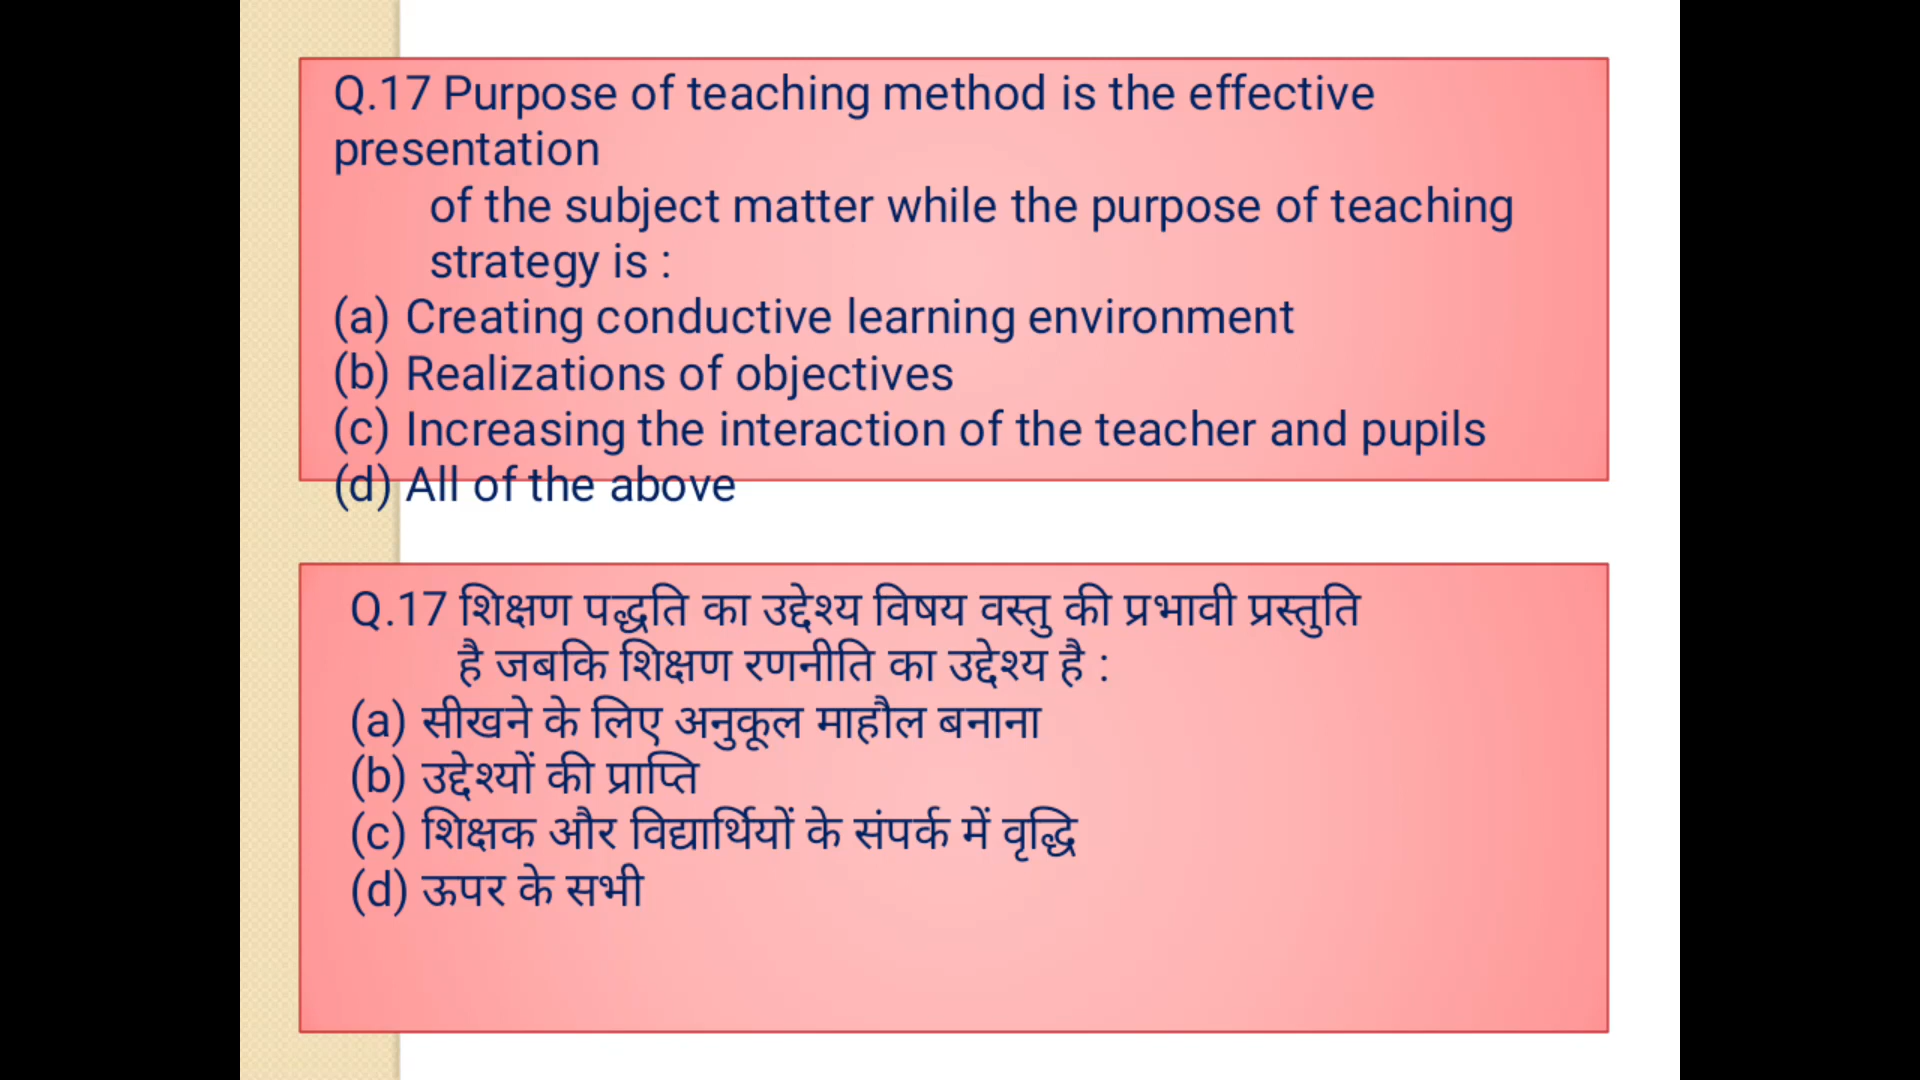 Q.17 Purpose of teaching method is the effective
presentation
of the subject matter while the purpose of teaching
strategy is :
(a) Creating conductive learning environment
(b) Realizations of objectives
(c) Increasing the interaction of the teacher and pupils
(d) All of the above
Q.17 शिक्षण पद्धति का उद्देश्य विषय वस्तु की प्रभावी प्रस्तुति
है जबकि शिक्षण रणनीति का उद्देश्य है :
(a) सीखने के लिए अनुकूल माहौल बनाना
(b) उद्देश्यों की प्राप्ति
(c) शिक्षक और विद्यार्थियों के संपर्क में वृद्धि
(d) ऊपर के सभी